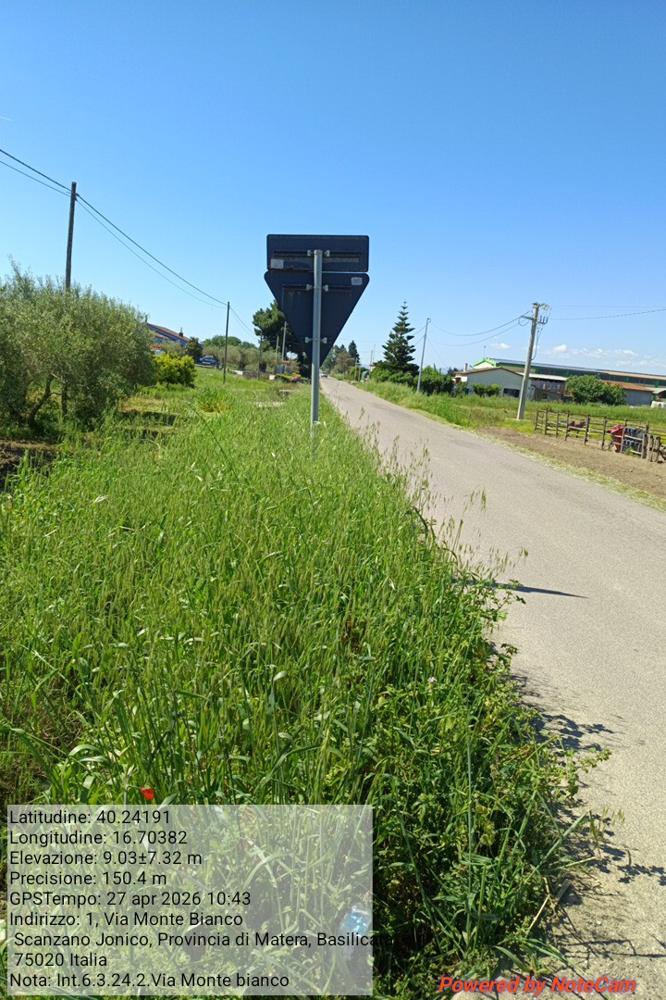 Latitudine: 40.24191
Longitudine: 16.70382
Elevazione: 9.03±7.32 m
Precisione: 150.4 m
GPSTempo: 27 apr 2026 10:43
Indirizzo: 1, Via Monte Bianco
Scanzano Jonico, Provincia di Matera, Basilicata
75020 Italia
Nota: Int.6.3.24.2.Via Monte bianco
Powered by NoteCam